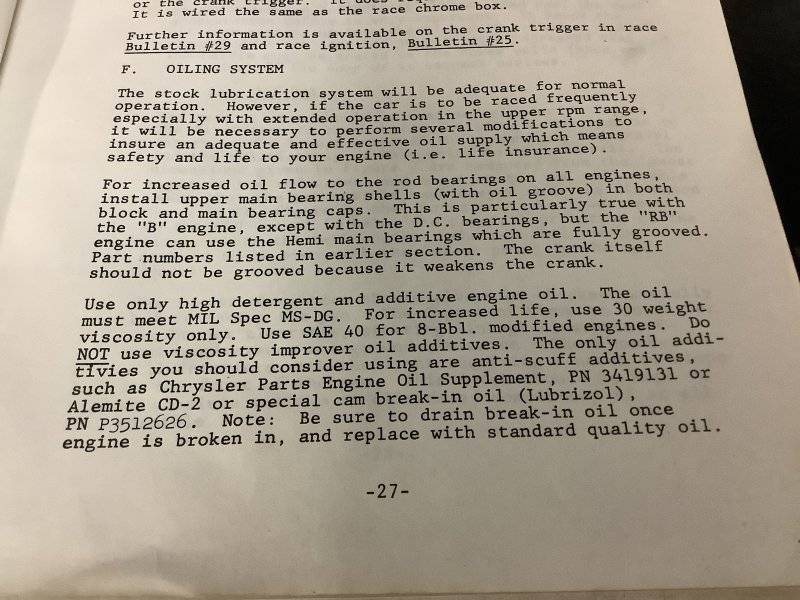 or the crank trigger. It does
It is wired the same as the race chrome box.
Further information is available on the crank trigger in race
Bulletin #29 and race ignition, Bulletin #25.
F. OILING SYSTEM
The stock lubrication system will be adequate for normal
operation. However, if the car is to be raced frequently
especially with extended operation in the upper rpm range,
it will be necessary to perform several modifications to
insure an adequate and effective oil supply which means
safety and life to your engine (i.e. life insurance).
For increased oil flow to the rod bearings on all engines,
install upper main bearing shells (with oil groove) in both
block and main bearing caps. This is particularly true with
the "B" engine, except with the D.C. bearings, but the "RB"
engine can use the Hemi main bearings which are fully grooved.
Part numbers listed in earlier section. The crank itself
should not be grooved because it weakens the crank.
Use only high detergent and additive engine oil. The oil
must meet MIL Spec MS-DG. For increased life, use 30 weight
viscosity only. Use SAE 40 for 8-Bbl. modified engines. Do
NOT use viscosity improver oil additives. The only oil addi-
tivies you should consider using are anti-scuff additives,
such as Chrysler Parts Engine Oil Supplement, PN 3419131 or
Alemite CD-2 or special cam break-in oil (Lubrizol),
PN P3512626. Note: Be sure to drain break-in oil once
engine is broken in, and replace with standard quality oil.
-27-